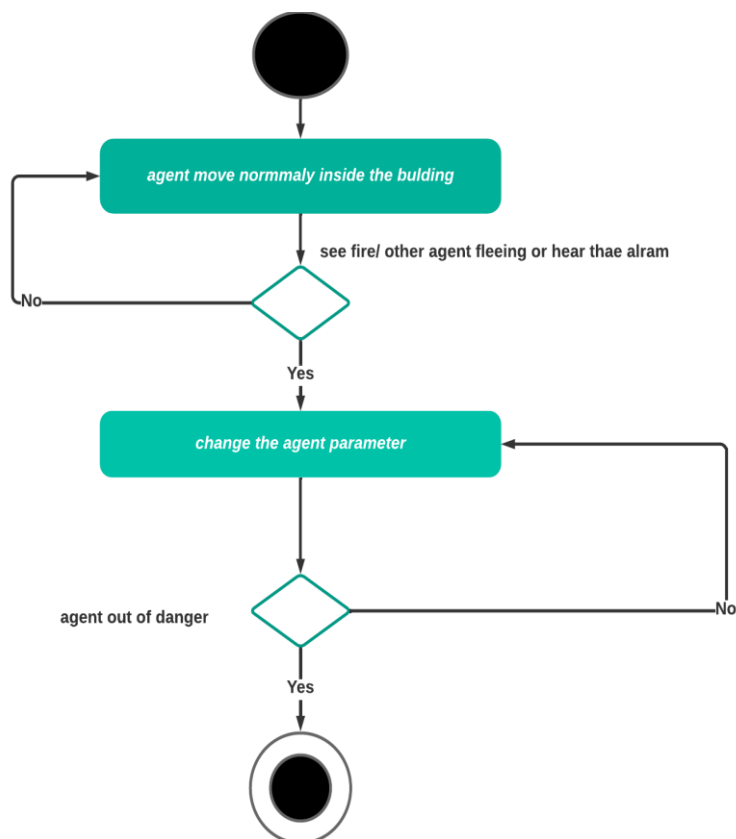 agent move normmaly inside the bulding
see fire/ other agent fleeing or hear thae alram
No
Yes
change the agent parameter
agent out of danger
No
Yes